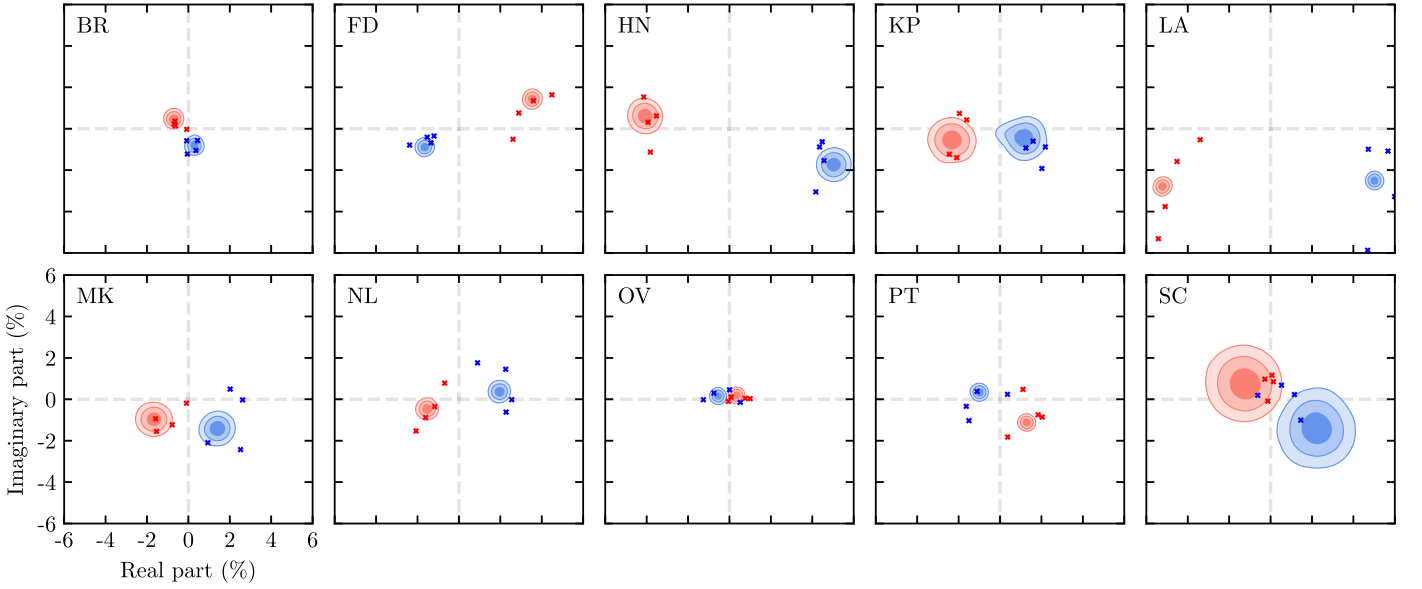 BR FD HN KP LA
MK NL OV PT SC
6
4
2
0
-2
-4
-6
Imaginary part (%)
-6 -4 -2 0 2 4 6
Real part (%)